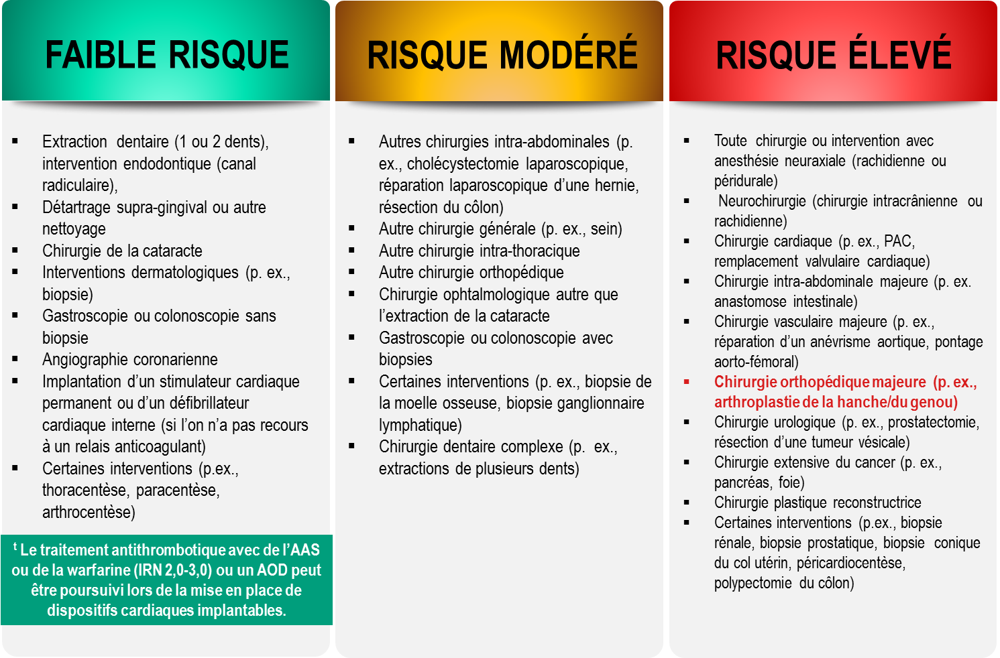 FAIBLE RISQUE
▪ Extraction dentaire (1 ou 2 dents),
intervention endodontique (canal
radiculaire),
▪ Détartrage supra-gingival ou autre
nettoyage
▪ Chirurgie de la cataracte
▪ Interventions dermatologiques (p. ex.,
biopsie)
▪ Gastroscopie ou colonoscopie sans
biopsie
▪ Angiographie coronarienne
▪ Implantation d’un stimulateur cardiaque
permanent ou d’un défibrillateur
cardiaque interne (si l’on n’a pas recours
à un relais anticoagulant)
▪ Certaines interventions (p.ex.,
thoracentèse, paracentèse,
arthrocentèse)
t Le traitement antithrombotique avec de l’AAS
ou de la warfarine (IRN 2,0-3,0) ou un AOD peut
être poursuivi lors de la mise en place de
dispositifs cardiaques implantables.
RISQUE MODÉRÉ
▪ Autres chirurgies intra-abdominales (p.
ex., cholécystectomie laparoscopique,
réparation laparoscopique d’une hernie,
résection du côlon)
▪ Autre chirurgie générale (p. ex., sein)
▪ Autre chirurgie intra-thoracique
▪ Autre chirurgie orthopédique
▪ Chirurgie ophtalmologique autre que
l’extraction de la cataracte
▪ Gastroscopie ou colonoscopie avec
biopsies
▪ Certaines interventions (p. ex., biopsie de
la moelle osseuse, biopsie ganglionnaire
lymphatique)
▪ Chirurgie dentaire complexe (p. ex.,
extractions de plusieurs dents)
RISQUE ÉLEVÉ
▪ Toute chirurgie ou intervention avec
anesthésie neuraxiale (rachidienne ou
péridurale)
▪ Neurochirurgie (chirurgie intracrânienne ou
rachidienne)
▪ Chirurgie cardiaque (p. ex., PAC,
remplacement valvulaire cardiaque)
▪ Chirurgie intra-abdominale majeure (p. ex.
anastomose intestinale)
▪ Chirurgie vasculaire majeure (p. ex.,
réparation d’un anévrisme aortique, pontage
aorto-fémoral)
▪ Chirurgie orthopédique majeure (p. ex.,
arthroplastie de la hanche/du genou)
▪ Chirurgie urologique (p. ex., prostatectomie,
résection d’une tumeur vésicale)
▪ Chirurgie extensive du cancer (p. ex.,
pancréas, foie)
▪ Chirurgie plastique reconstructrice
▪ Certaines interventions (p.ex., biopsie
rénale, biopsie prostatique, biopsie conique
du col utérin, péricardiocentèse,
polypectomie du côlon)